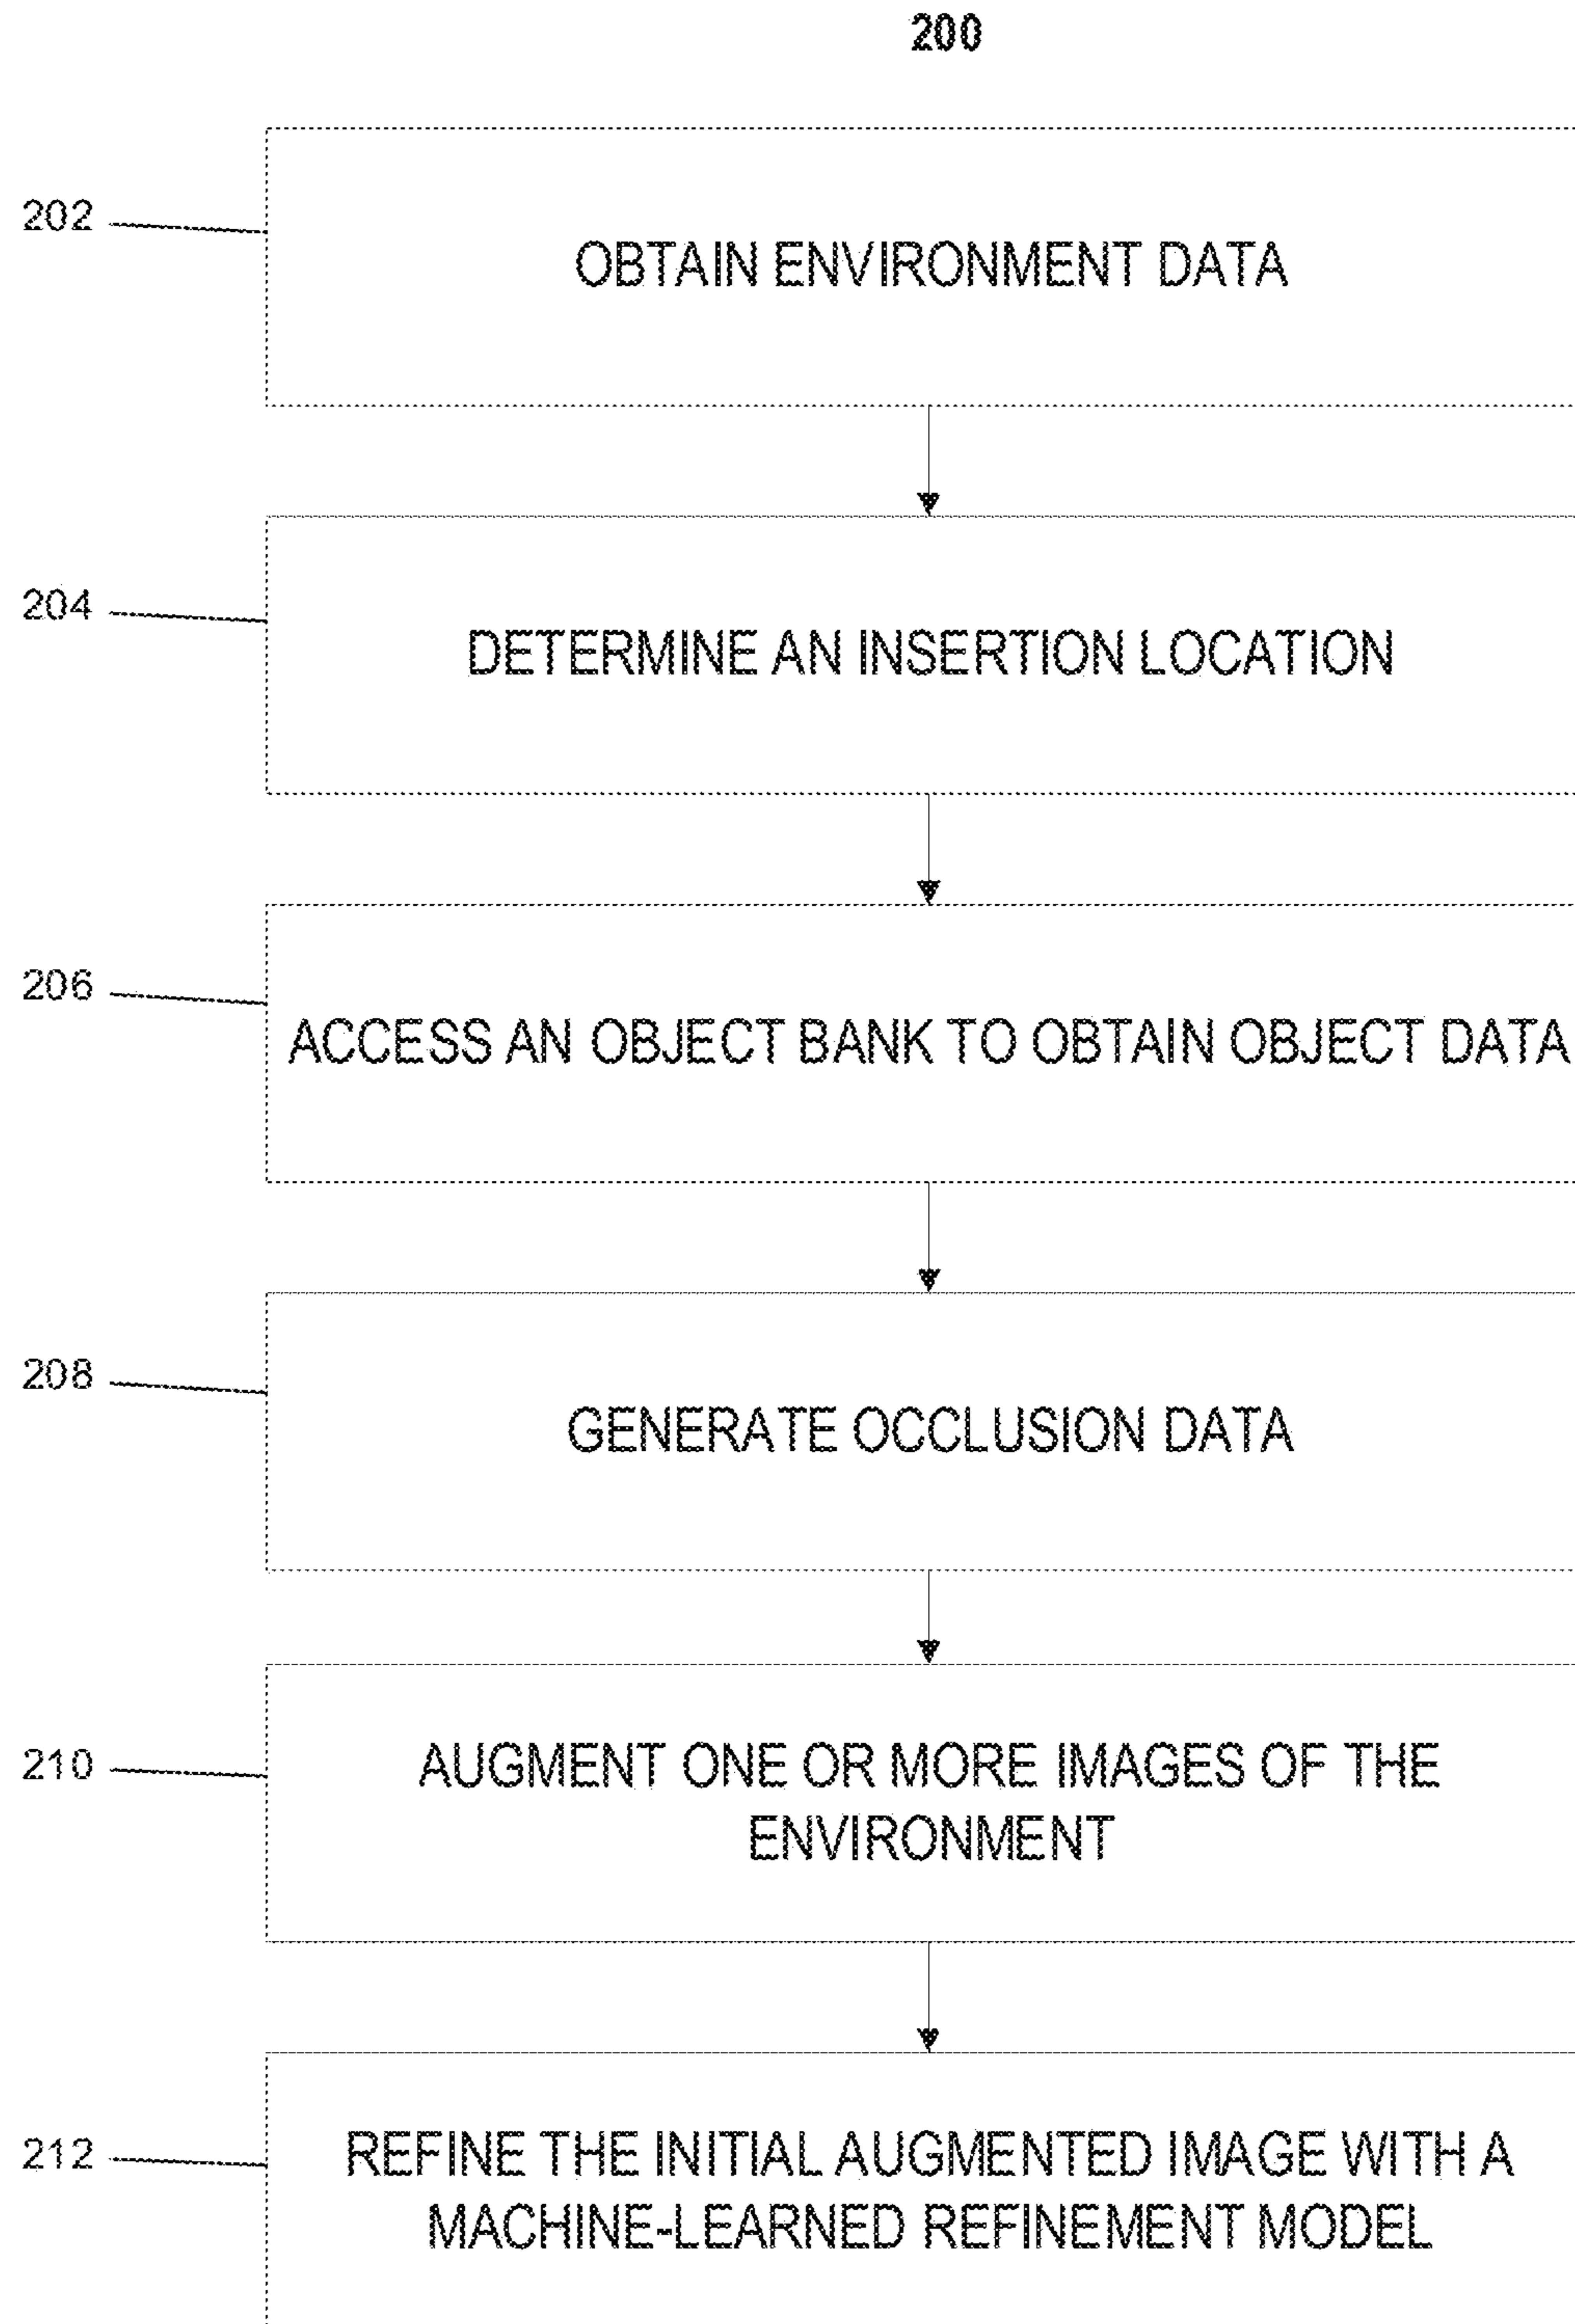 200
202
OBTAIN ENVIRONMENT DATA
204
DETERMINE AN INSERTION LOCATION
206
ACCESS AN OBJECT BANK TO OBTAIN OBJECT DATA
208
GENERATE OCCLUSION DATA
210
AUGMENT ONE OR MORE IMAGES OF THE
ENVIRONMENT
212
REFINE THE INITIAL AUGMENTED IMAGE WITH A
MACHINE-LEARNED REFINEMENT MODEL